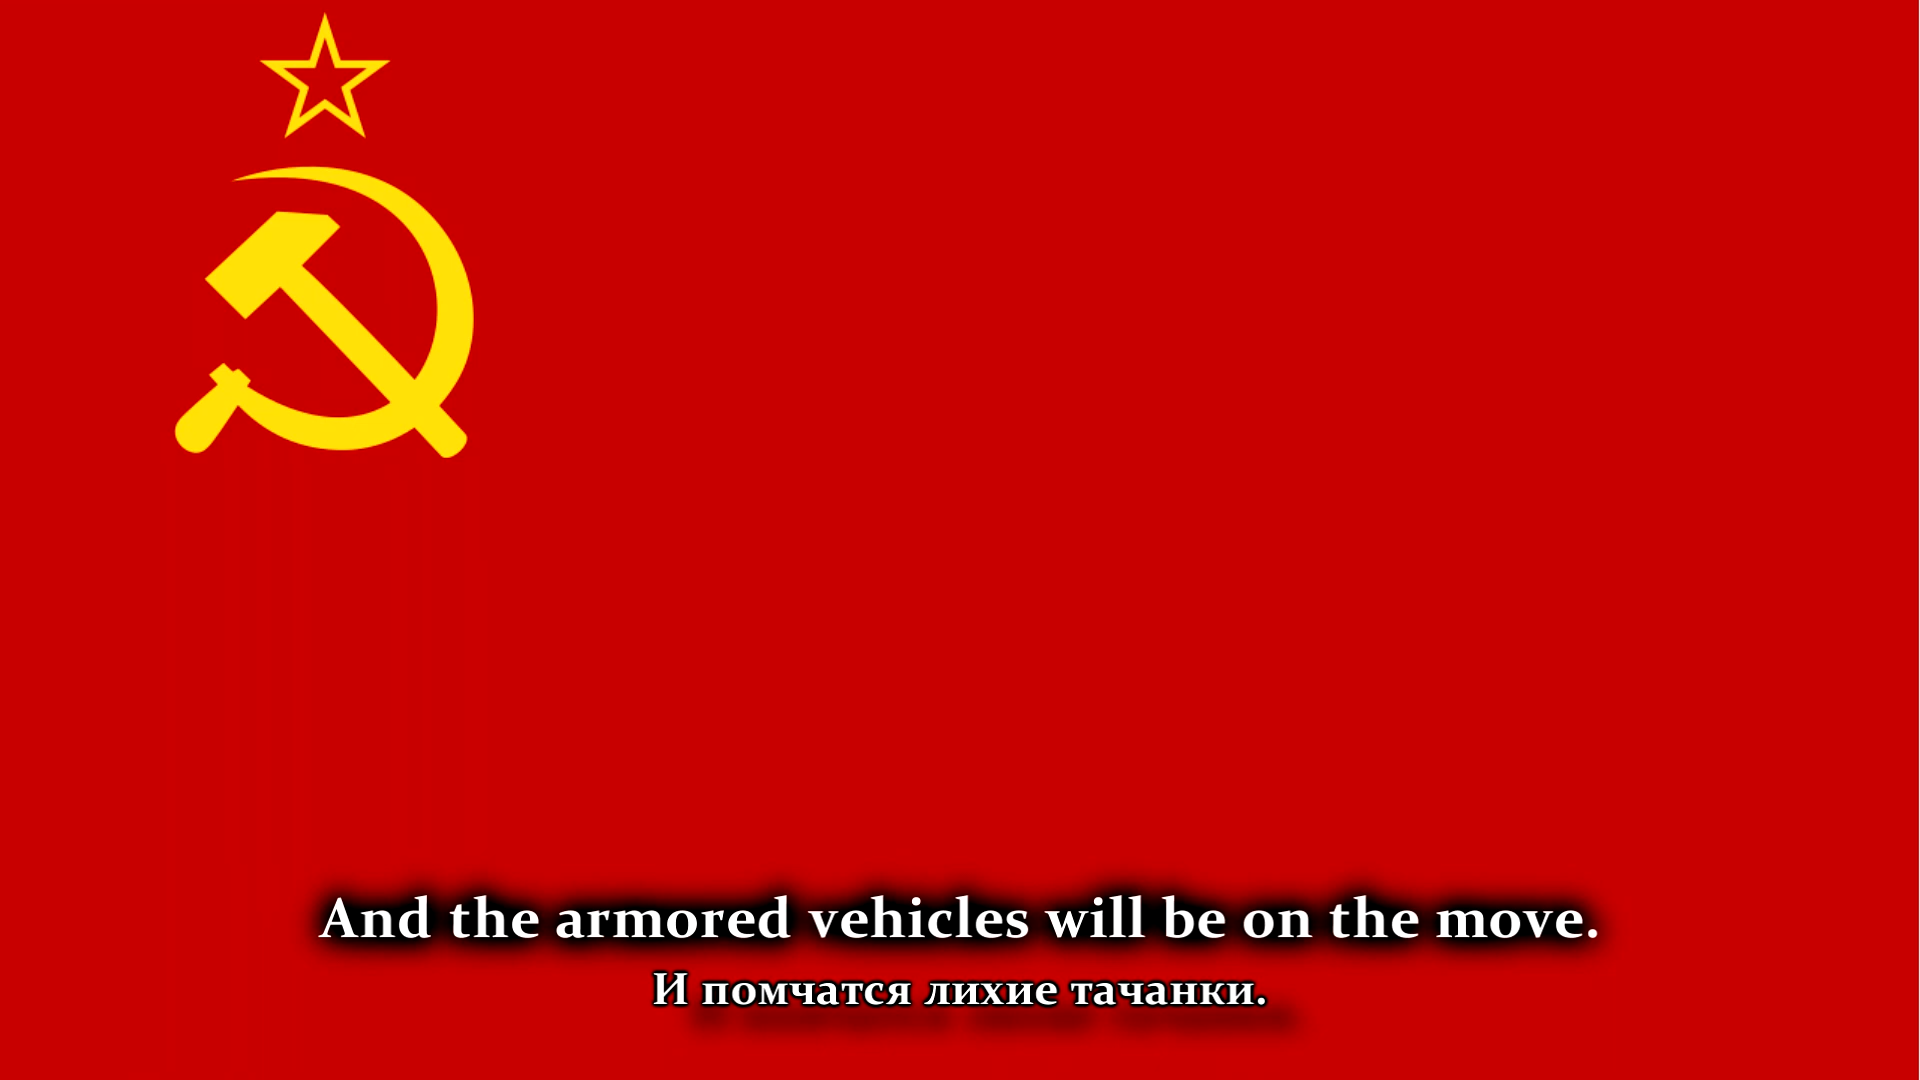 And the armored vehicles will be on the move.
И помчатся лихие тачанки.